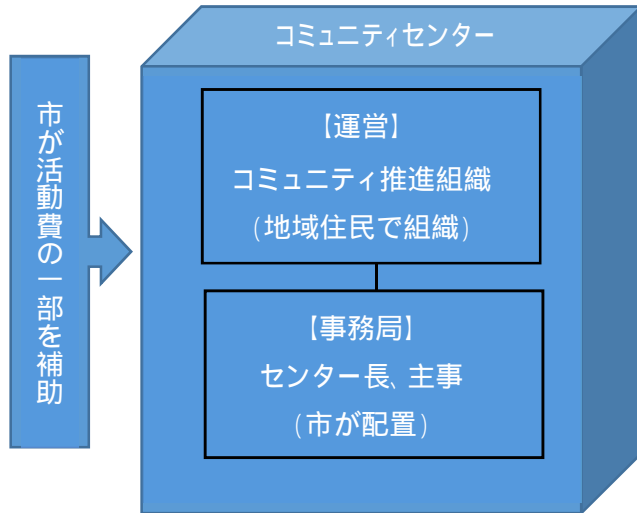 コミュニティセンター
市が活動費の一部を補助
【運営】
コミュニティ推進組織
(地域住民で組織)
【事務局】
センター長、主事
(市が配置)